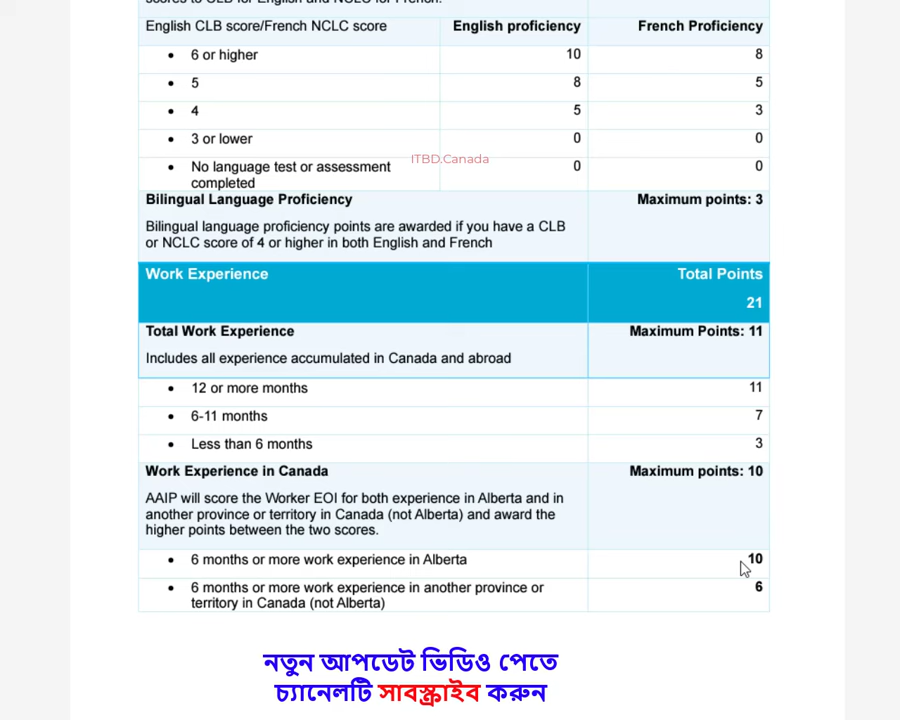 English CLB score/French NCLC score English proficiency French Proficiency
• 6 or higher 10 8
• 5 8 5
• 4 5 3
• 3 or lower 0 0
ITBD.Canada
• No language test or assessment 0 0
completed
Bilingual Language Proficiency Maximum points: 3
Bilingual language proficiency points are awarded if you have a CLB
or NCLC score of 4 or higher in both English and French
Work Experience Total Points
21
Total Work Experience Maximum Points: 11
Includes all experience accumulated in Canada and abroad
• 12 or more months 11
• 6-11 months 7
• Less than 6 months 3
Work Experience in Canada Maximum points: 10
AAIP will score the Worker EOI for both experience in Alberta and in
another province or territory in Canada (not Alberta) and award the
higher points between the two scores.
• 6 months or more work experience in Alberta 10
• 6 months or more work experience in another province or 6
territory in Canada (not Alberta)
নতুন আপডেট ভিডিও পেতে
চ্যানেলটি সাবস্ক্রাইব করুন